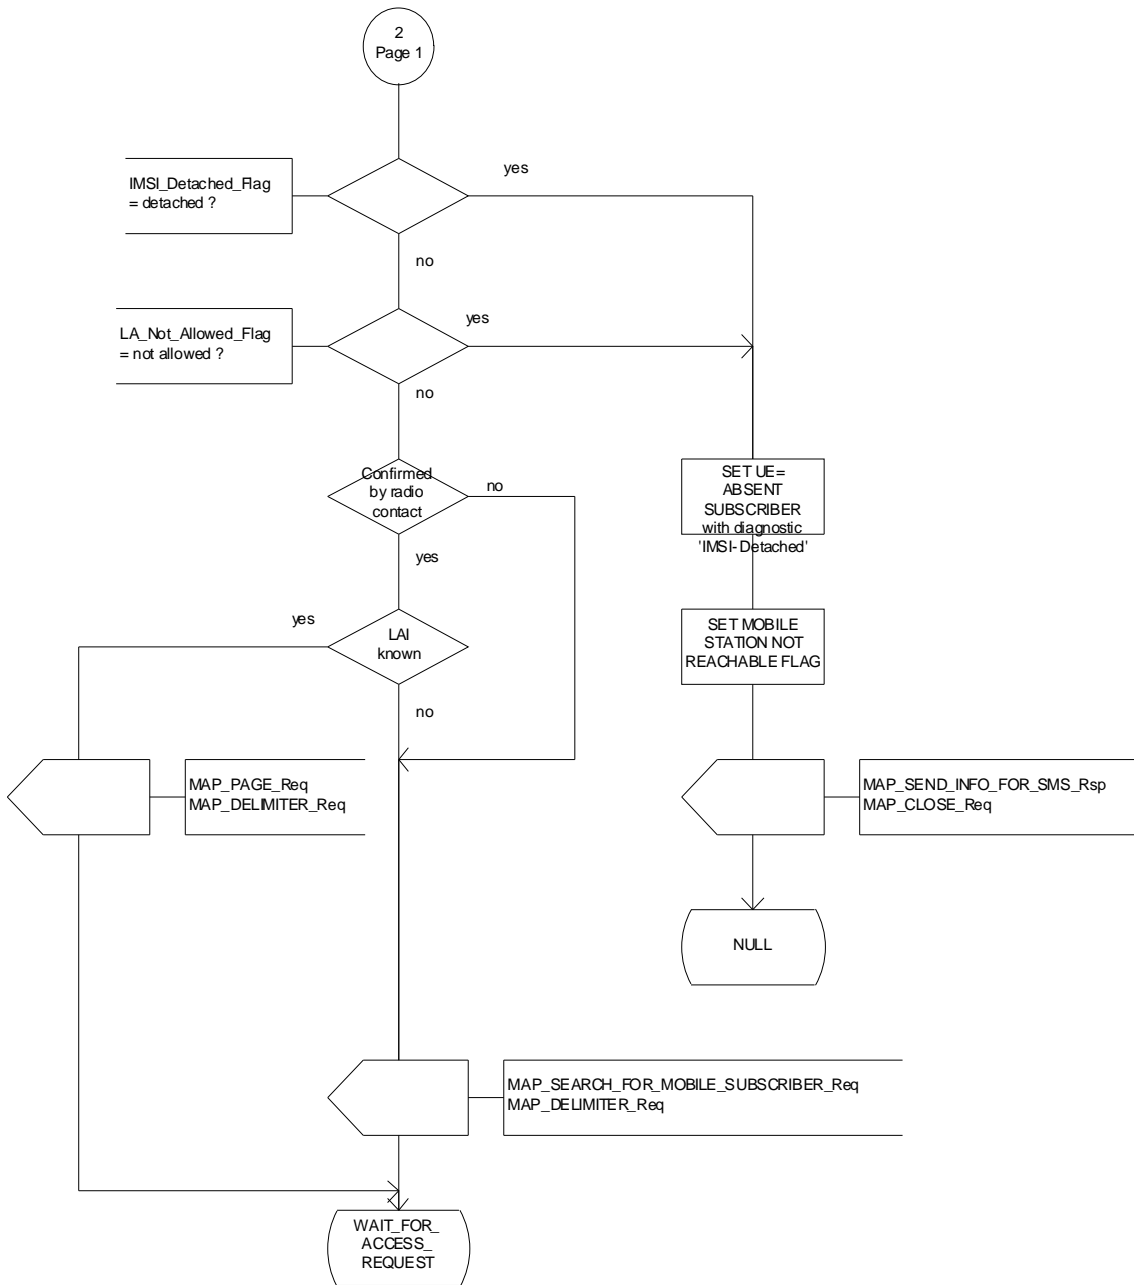 2
Page 1
yes
IMSI_Detached_Flag
= detached ?
no
yes
LA_Not_Allowed_Flag
= not allowed ?
no
Confirmed
by radio
contact
no
SET UE=
ABSENT
SUBSCRIBER
with diagnostic
'IMSI-Detached'
yes
yes
LAI
known
SET MOBILE
STATION NOT
REACHABLE FLAG
no
MAP_PAGE_Req
MAP_DELIMITER_Req
MAP_SEND_INFO_FOR_SMS_Rsp
MAP_CLOSE_Req
NULL
MAP_SEARCH_FOR_MOBILE_SUBSCRIBER_Req
MAP_DELIMITER_Req
WAIT_FOR_
ACCESS_
REQUEST